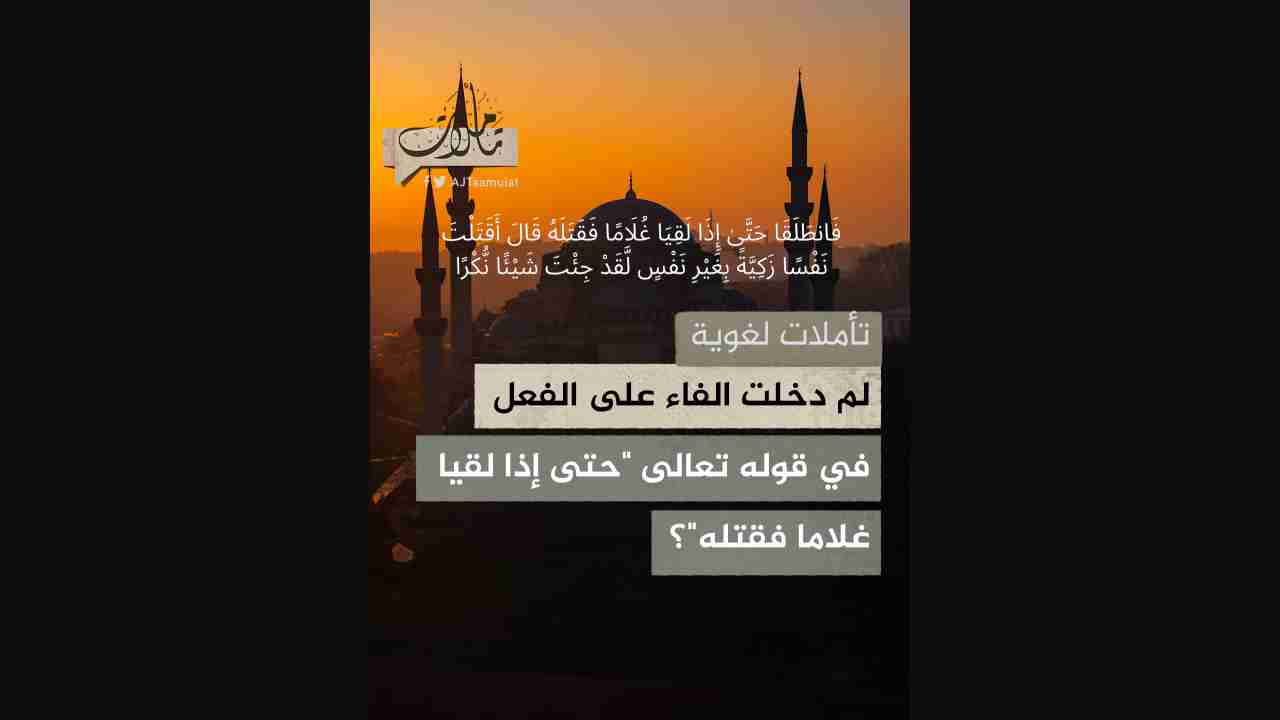 تأملات
AJTaamulat
فَانطَلَقَا حَتَّىٰ إِذَا لَقِيَا غُلَامًا فَقَتَلَهُ قَالَ أَقَتَلْتَ
نَفْسًا زَكِيَّةً بِغَيْرِ نَفْسٍ لَّقَدْ جِئْتَ شَيْئًا نُّكْرًا
تأملات لغوية
لم دخلت الفاء على الفعل
في قوله تعالى "حتى إذا لقيا
غلاما فقتله"؟